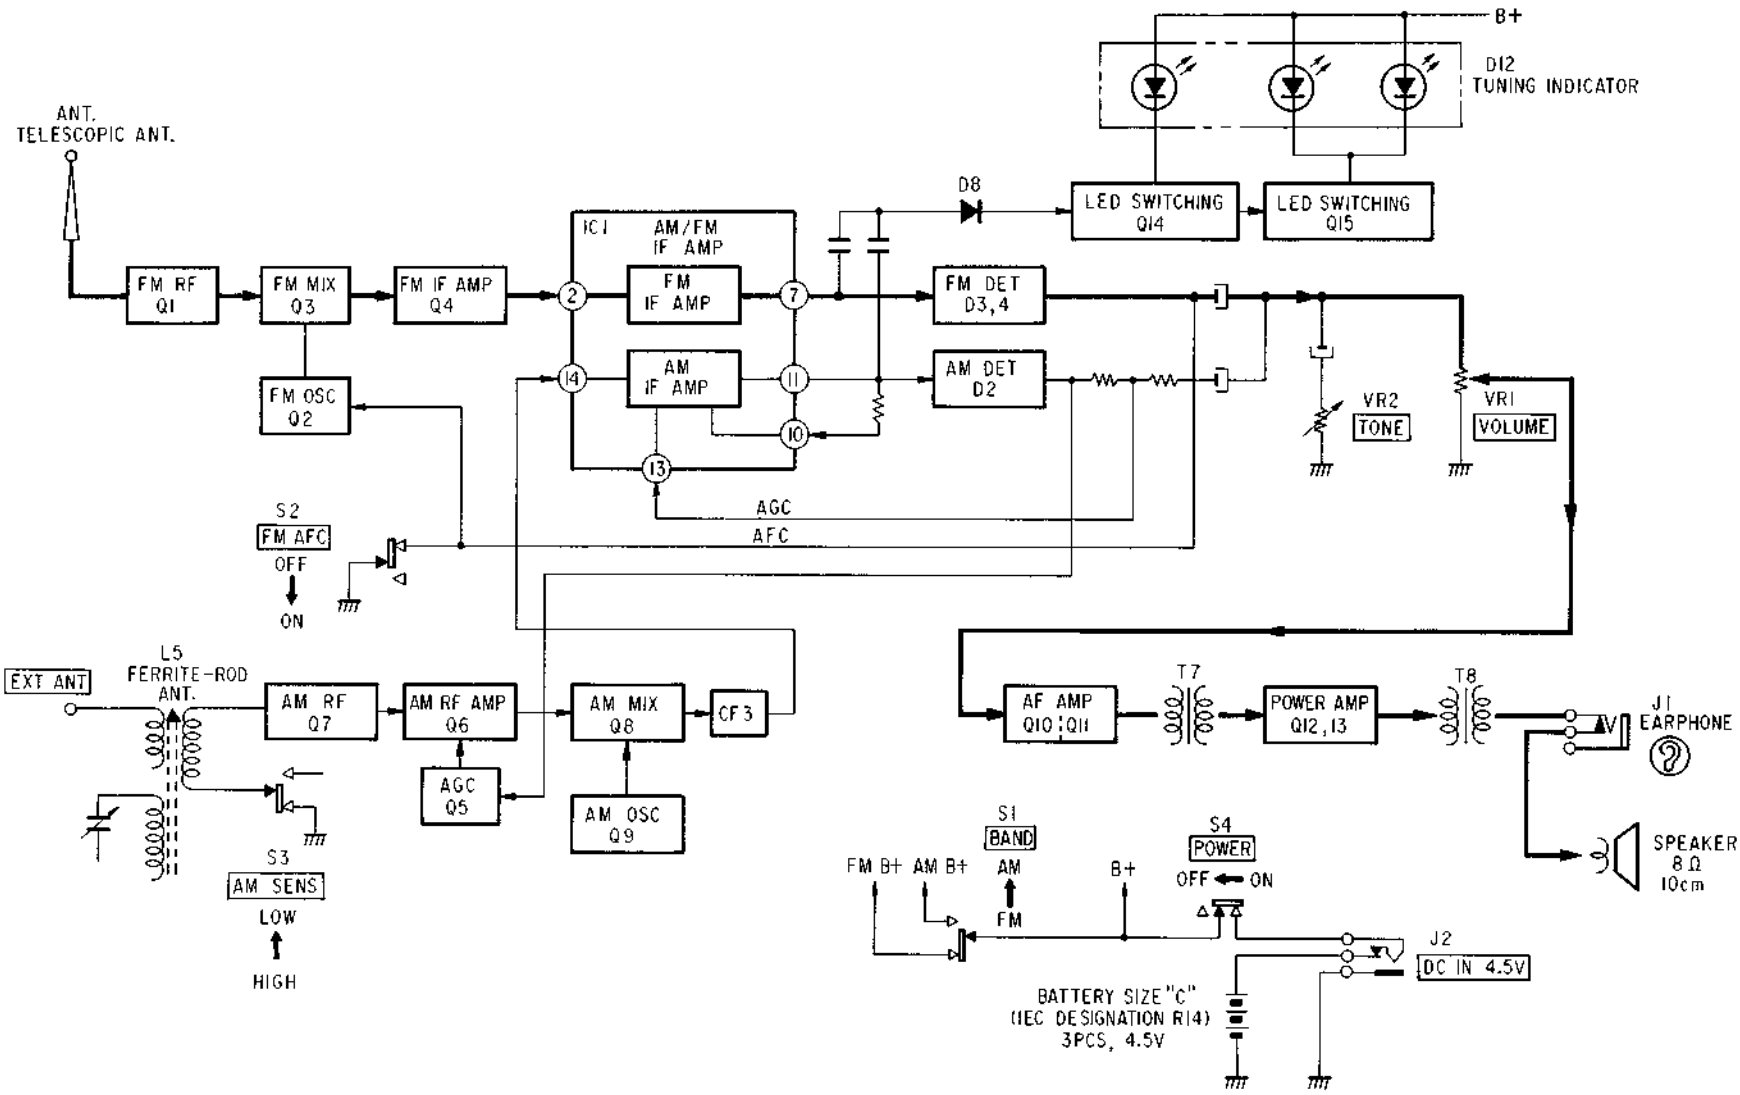 B+
D12
TUNING INDICATOR
ANT.
TELESCOPIC ANT.
D8
LED SWITCHING
Q14
LED SWITCHING
Q15
IC1
AM/FM
IF AMP
FM RF
Q1
FM MIX
Q3
FM IF AMP
Q4
2
FM
IF AMP
7
FM DET
D3,4
FM OSC
Q2
14
AM
IF AMP
11
AM DET
D2
10
13
VR2
TONE
VR1
VOLUME
AGC
AFC
S2
FM AFC
OFF
ON
EXT ANT
L5
FERRITE-ROD
ANT.
AM RF
Q7
AM RF AMP
Q6
AM MIX
Q8
CF3
AGC
Q5
AM OSC
Q9
S3
AM SENS
LOW
HIGH
AF AMP
Q10 Q11
T7
POWER AMP
Q12,13
T8
J1
EARPHONE
SPEAKER
8Ω
10cm
S1
BAND
AM
FM
FM B+ AM B+
B+
S4
POWER
OFF ON
J2
DC IN 4.5V
BATTERY SIZE "C"
(IEC DESIGNATION R14)
3PCS, 4.5V